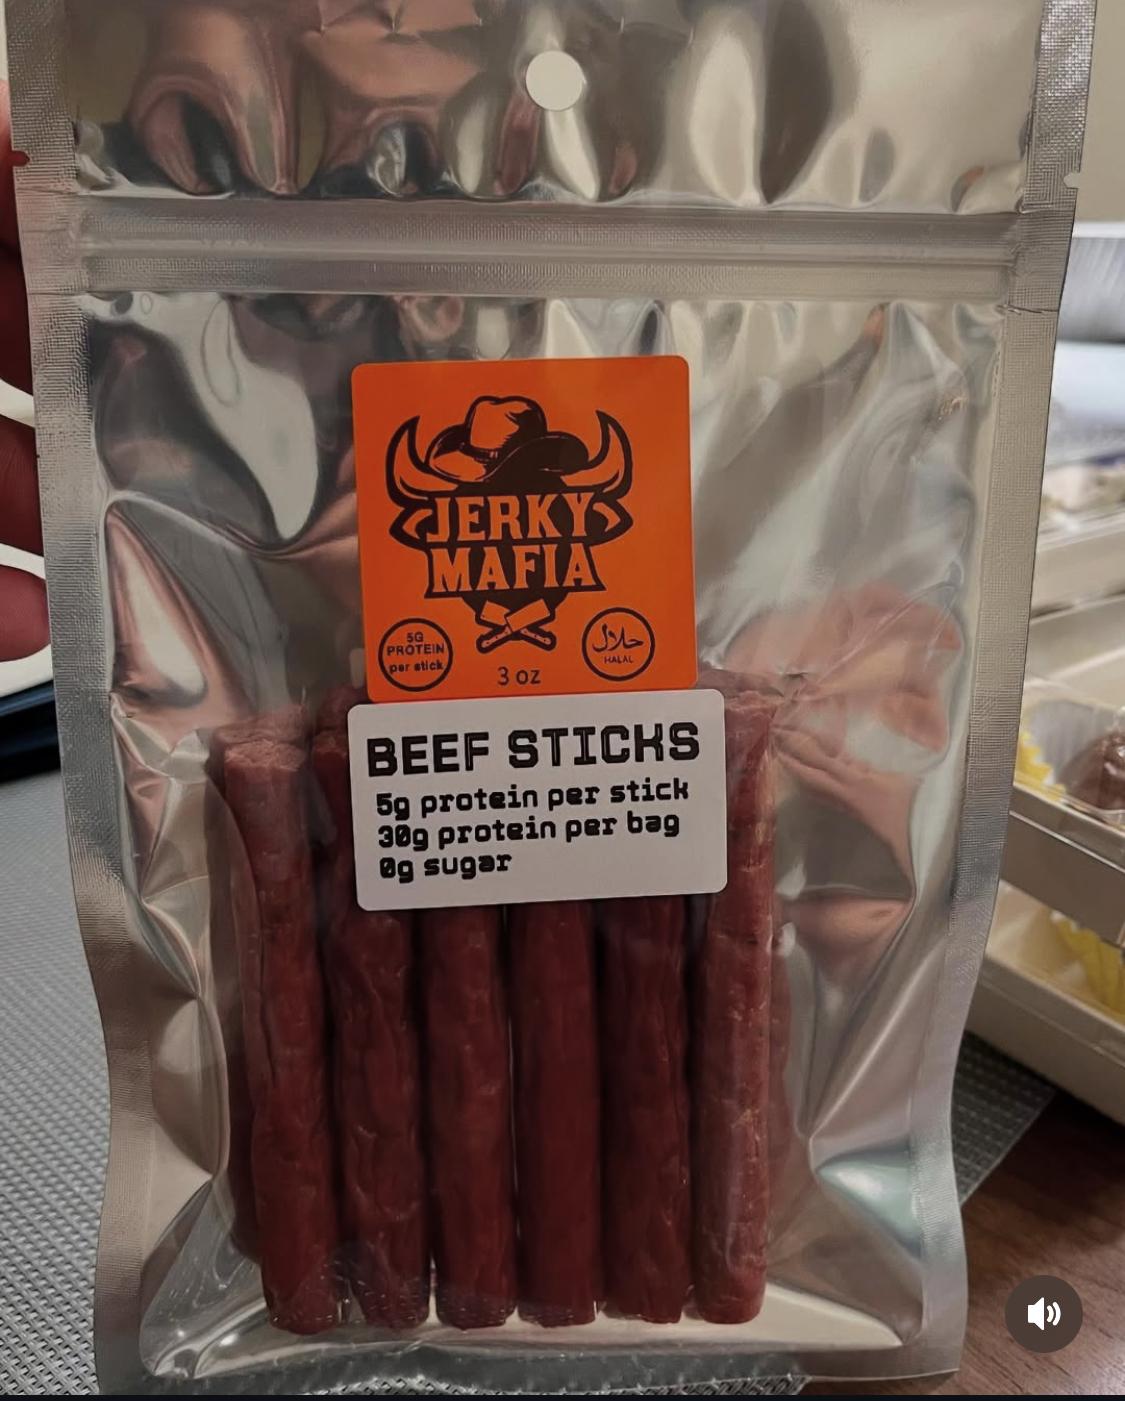 JERKY
MAFIA
5G
PROTEIN
per stick
3 oz
حلال
HALAL
BEEF STICKS
5g protein per stick
30g protein per bag
0g sugar